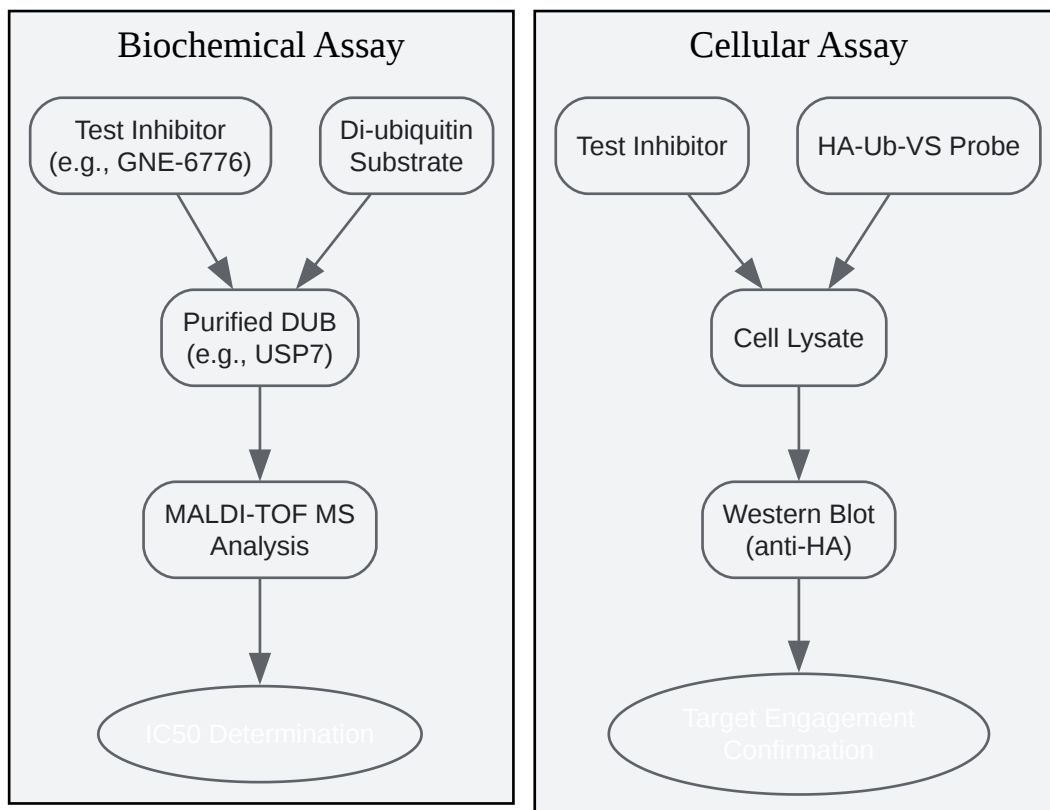 Biochemical Assay
Test Inhibitor
(e.g., GNE-6776)
Di-ubiquitin
Substrate
Purified DUB
(e.g., USP7)
MALDI-TOF MS
Analysis
IC50 Determination
Cellular Assay
Test Inhibitor
HA-Ub-VS Probe
Cell Lysate
Western Blot
(anti-HA)
Target Engagement
Confirmation